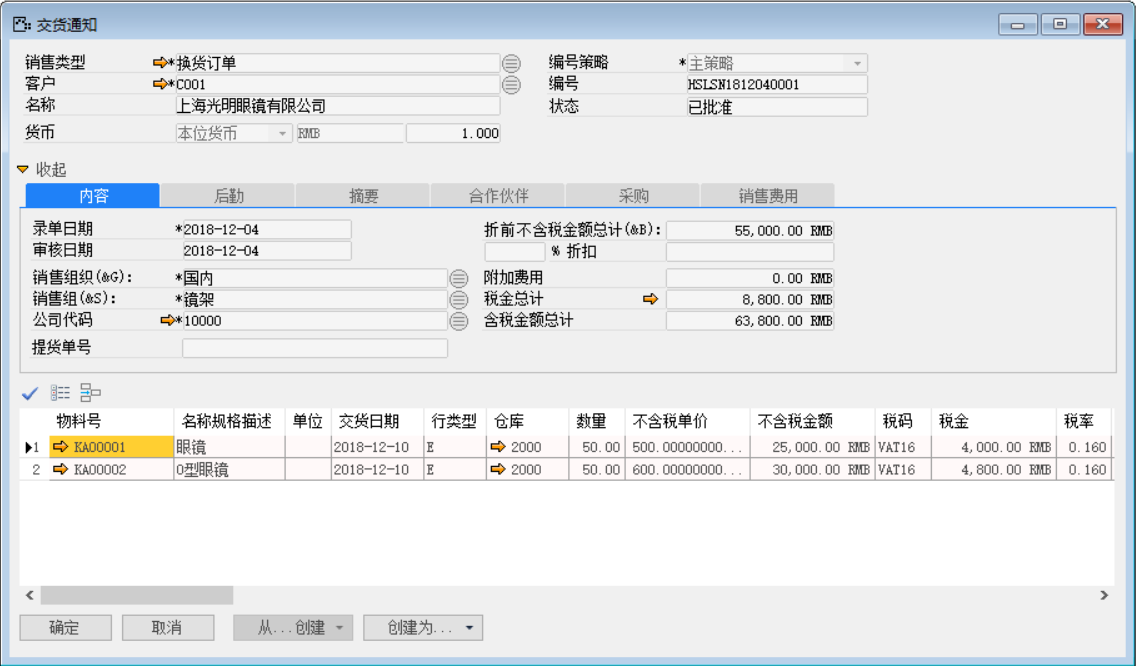 交货通知
销售类型 *换货订单 编号策略 *主策略
客户 *C001 编号 HSLSN1812040001
名称 上海光明眼镜有限公司 状态 已批准
货币 本位货币 RMB 1.000
收起
内容 后勤 摘要 合作伙伴 采购 销售费用
录单日期 *2018-12-04 折前不含税金额总计(&B): 55,000.00 RMB
审核日期 2018-12-04 % 折扣
销售组织(&G): *国内 附加费用 0.00 RMB
销售组(&S): *镜架 税金总计 8,800.00 RMB
公司代码 *10000 含税金额总计 63,800.00 RMB
提货单号
物料号 名称规格描述 单位 交货日期 行类型 仓库 数量 不含税单价 不含税金额 税码 税金 税率
1 KA00001 眼镜 2018-12-10 E 2000 50.00 500.00000000... 25,000.00 RMB VAT16 4,000.00 RMB 0.160
2 KA00002 O型眼镜 2018-12-10 E 2000 50.00 600.00000000... 30,000.00 RMB VAT16 4,800.00 RMB 0.160
确定 取消 从...创建 创建为...